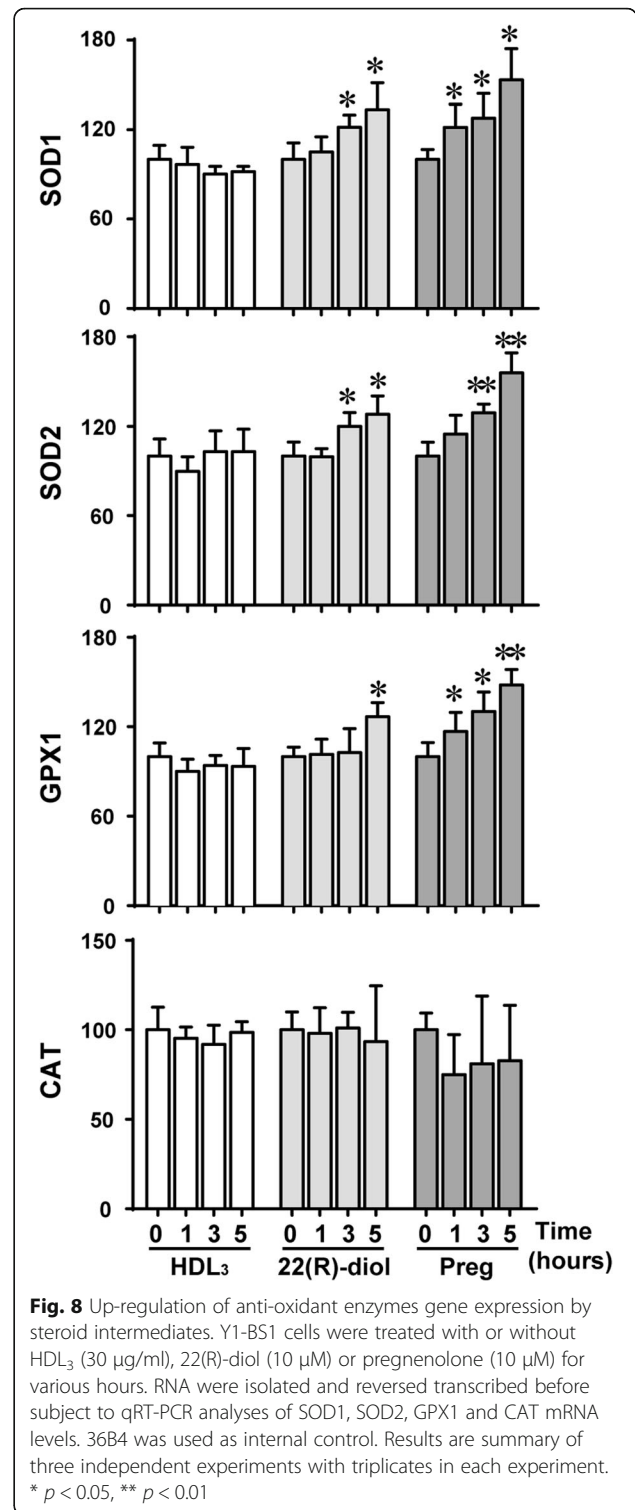 180
* * * * * *
120
SOD1
60
0
180
* * ** **
120
SOD2
60
0
180
* * * **
120
GPX1
60
0
150
100
CAT
50
0
0 1 3 5 0 1 3 5 0 1 3 5 Time
HDL₃ 22(R)-diol Preg (hours)
Fig. 8 Up-regulation of anti-oxidant enzymes gene expression by
steroid intermediates. Y1-BS1 cells were treated with or without
HDL₃ (30 μg/ml), 22(R)-diol (10 μM) or pregnenolone (10 μM) for
various hours. RNA were isolated and reversed transcribed before
subject to qRT-PCR analyses of SOD1, SOD2, GPX1 and CAT mRNA
levels. 36B4 was used as internal control. Results are summary of
three independent experiments with triplicates in each experiment.
* p < 0.05, ** p < 0.01